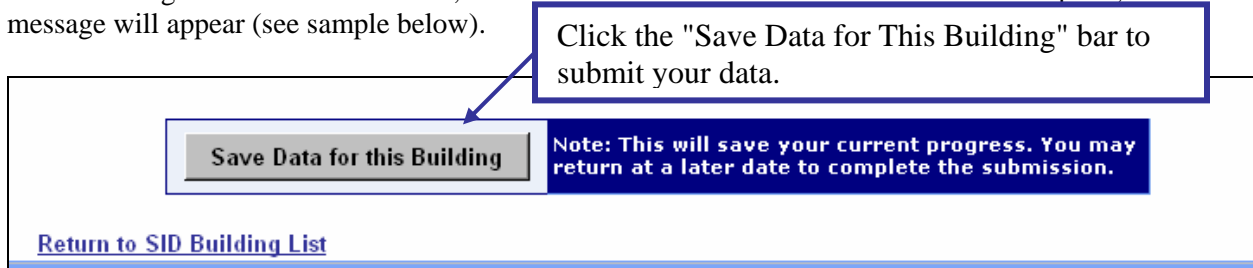 message will appear (see sample below).
Click the "Save Data for This Building" bar to
submit your data.
Save Data for this Building
Note: This will save your current progress. You may
return at a later date to complete the submission.
Return to SID Building List